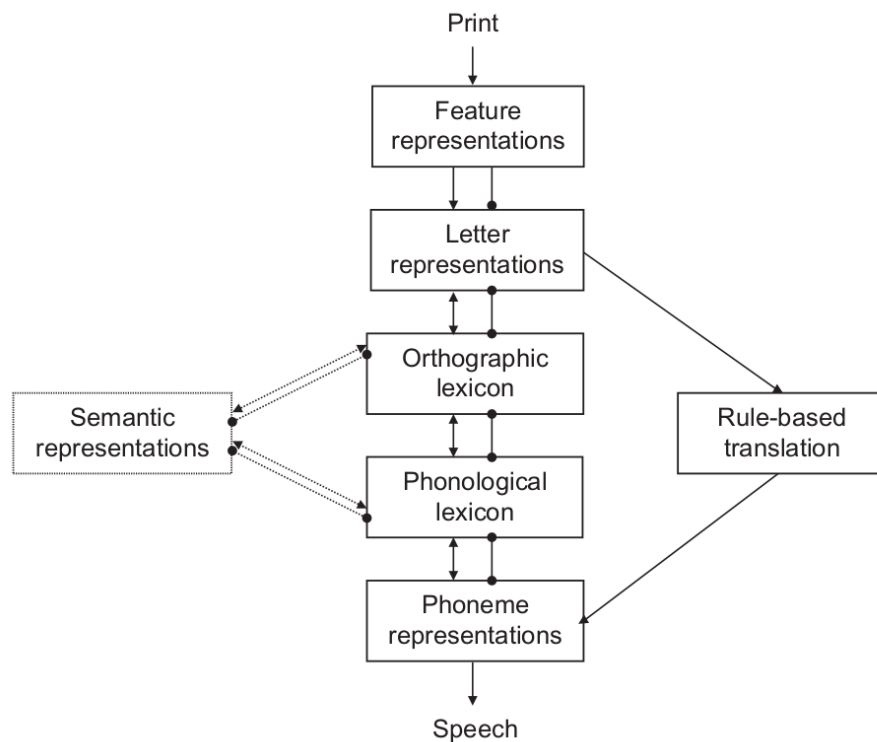 Print
Feature
representations
Letter
representations
Orthographic
lexicon
Semantic
representations
Rule-based
translation
Phonological
lexicon
Phoneme
representations
Speech